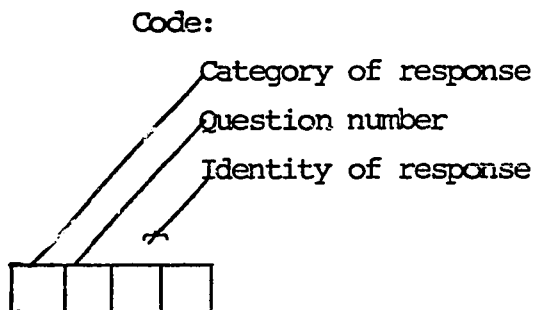 Code:
Category of response
Question number
Identity of response